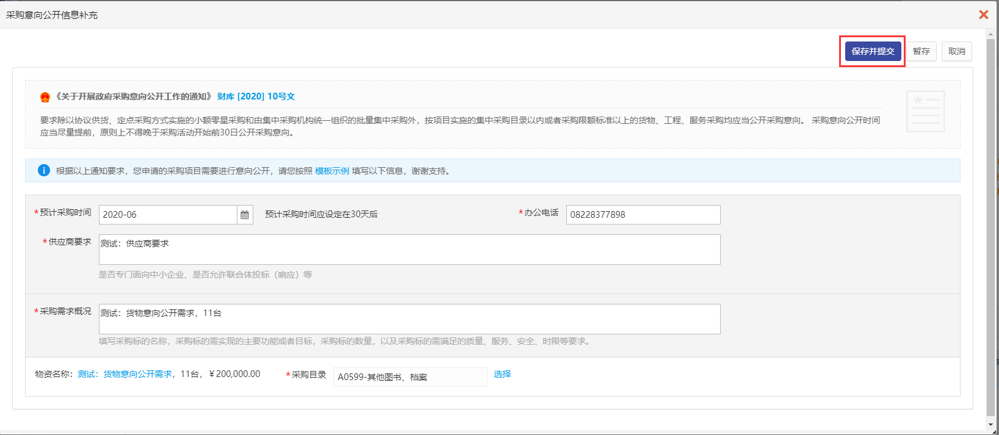 采购意向公开信息补充
保存并提交 暂存 取消
《关于开展政府采购意向公开工作的通知》 财库 [2020] 10号文
要求除以协议供货、定点采购方式实施的小额零星采购和由集中采购机构统一组织的批量集中采购外，按项目实施的集中采购目录以内或者采购限额标准以上的货物、工程、服务采购均应当公开采购意向。 采购意向公开时间
应当尽量提前，原则上不得晚于采购活动开始前30日公开采购意向。
根据以上通知要求，您申请的采购项目需要进行意向公开，请您按照 模板示例 填写以下信息，谢谢支持。
*预计采购时间 2020-06 预计采购时间应设定在30天后 *办公电话 08228377898
*供应商要求 测试：供应商要求
是否专门面向中小企业、是否允许联合体投标（响应）等
*采购需求概况 测试：货物意向公开需求，11台
填写采购标的名称，采购标的需实现的主要功能或者目标，采购标的数量，以及采购标的需满足的质量、服务、安全、时限等要求。
物资名称：测试：货物意向公开需求，11台，￥200,000.00 *采购目录 A0599-其他图书、档案 选择